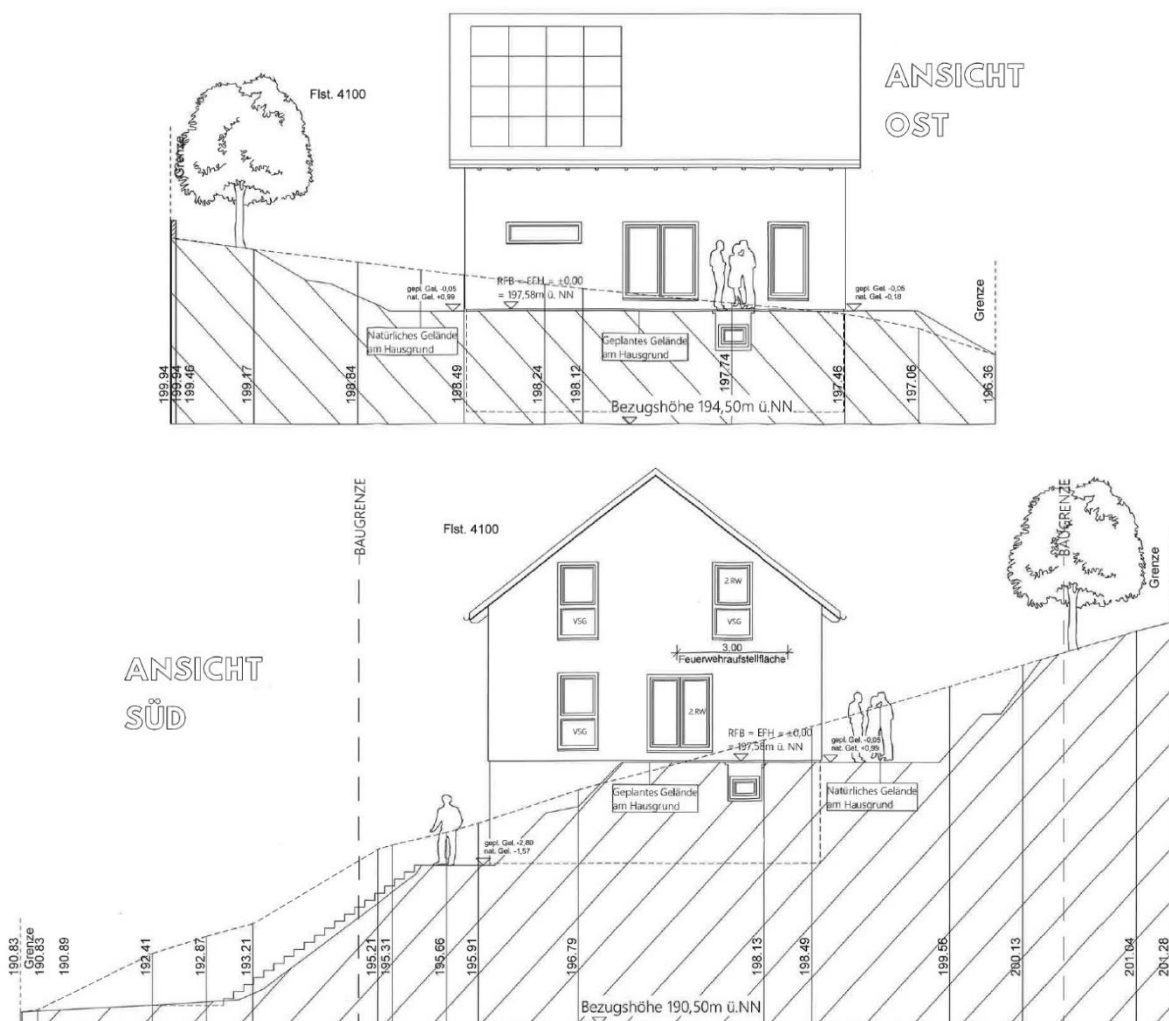 ANSICHT
OST
Flst. 4100
Grenze
RFB = EFH = ±0,00
= 197,58m ü. NN
gepl. Gel. -0,05
nat. Gel. +0,99
gepl. Gel. -0,05
nat. Gel. -0,18
Grenze
Natürliches Gelände
am Hausgrund
Geplantes Gelände
am Hausgrund
199.94
199.94
199.46
199.17
198.84
198.49
198.24
198.12
197.74
197.46
197.06
196.36
Bezugshöhe 194,50m ü.NN
BAUGRENZE
Flst. 4100
BAUGRENZE
Grenze
2.RW
VSG
VSG
3,00
Feuerwehraufstellfläche
ANSICHT
SÜD
2.RW
VSG
RFB = EFH = ±0,00
= 197,58m ü. NN
gepl. Gel. -0,05
nat. Gel. +0,99
Geplantes Gelände
am Hausgrund
Natürliches Gelände
am Hausgrund
gepl. Gel. -2,80
nat. Gel. -1,57
190.83
Grenze
190.83
190.89
192.41
192.87
193.21
195.21
195.31
195.66
195.91
196.79
198.13
198.49
199.56
200.13
201.04
201.28
Bezugshöhe 190,50m ü.NN